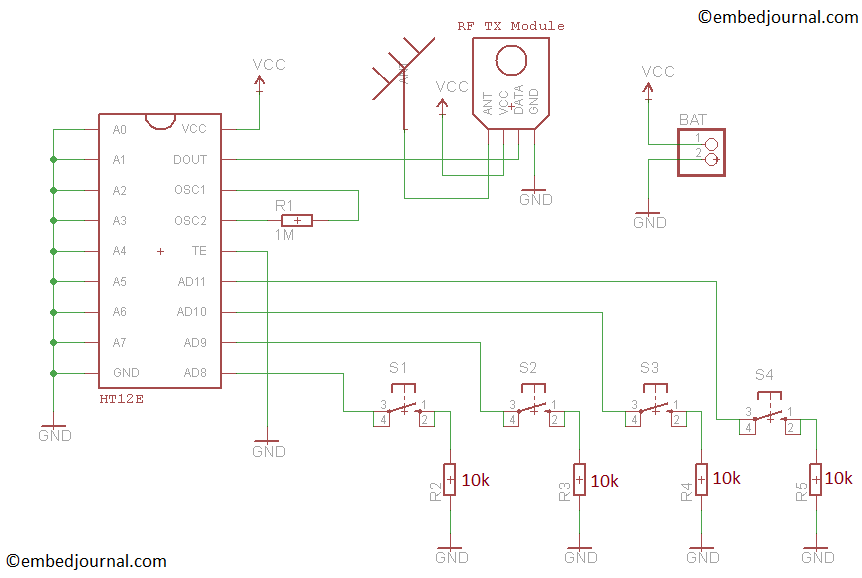 ©embedjournal.com
RF TX Module
VCC
ANT
VCC
ANT
VCC
DATA
GND
GND
VCC
BAT
1
2
GND
A0
VCC
A1
DOUT
A2
OSC1
A3
OSC2
R1
1M
A4
TE
A5
AD11
A6
AD10
A7
AD9
GND
AD8
HT12E
GND
GND
S1
3
1
4
2
S2
3
1
4
2
S3
3
1
4
2
S4
3
1
4
2
R2
10k
R3
10k
R4
10k
R5
10k
GND
GND
GND
GND
©embedjournal.com